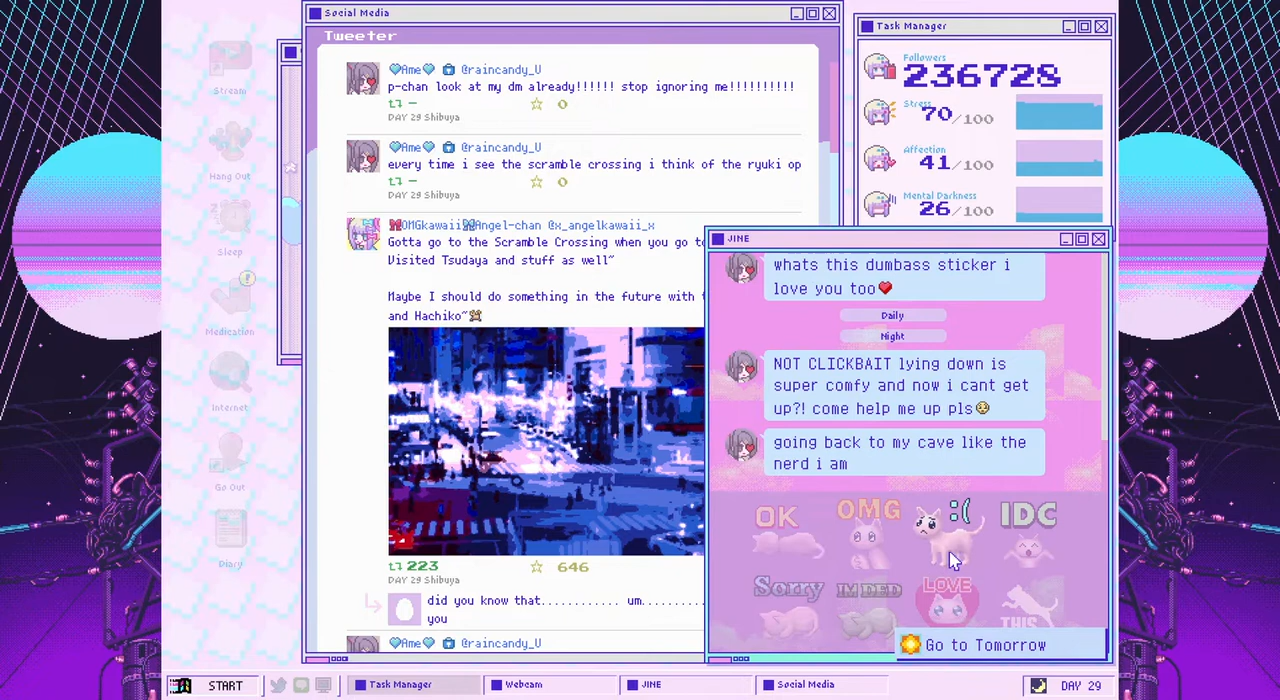 Social Media
Tweeter
Ame @raincandy_U
p-chan look at my dm already!!!!!! stop ignoring me!!!!!!!!!!
—
0
DAY 29 Shibuya
Ame @raincandy_U
every time i see the scramble crossing i think of the ryuki op
—
0
DAY 29 Shibuya
OMGkawaiiAngel-chan @x_angelkawaii_x
Gotta go to the Scramble Crossing when you go to
Visited Tsudaya and stuff as well~
Maybe I should do something in the future with
and Hachiko~
223
646
DAY 29 Shibuya
did you know that............ um........
you
Ame @raincandy_U
Task Manager
Followers
236728
Stress
70/100
Affection
41/100
Mental Darkness
26/100
JINE
whats this dumbass sticker i
love you too
Daily
Night
NOT CLICKBAIT lying down is
super comfy and now i cant get
up?! come help me up pls
going back to my cave like the
nerd i am
OK
OMG
:(
IDC
Sorry
IM DED
LOVE
THIS
Go to Tomorrow
Stream
Hang Out
Sleep
Medication
Internet
Go Out
Diary
START
Task Manager
Webcam
JINE
Social Media
DAY 29